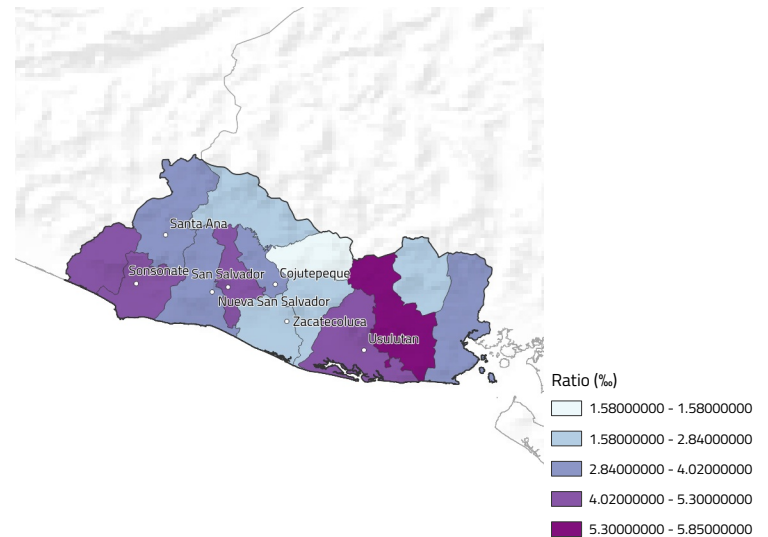 Santa Ana
Sonsonate
San Salvador
Cojutepeque
Nueva San Salvador
Zacatecoluca
Usulutan
Ratio (‰)
1.58000000 - 1.58000000
1.58000000 - 2.84000000
2.84000000 - 4.02000000
4.02000000 - 5.30000000
5.30000000 - 5.85000000